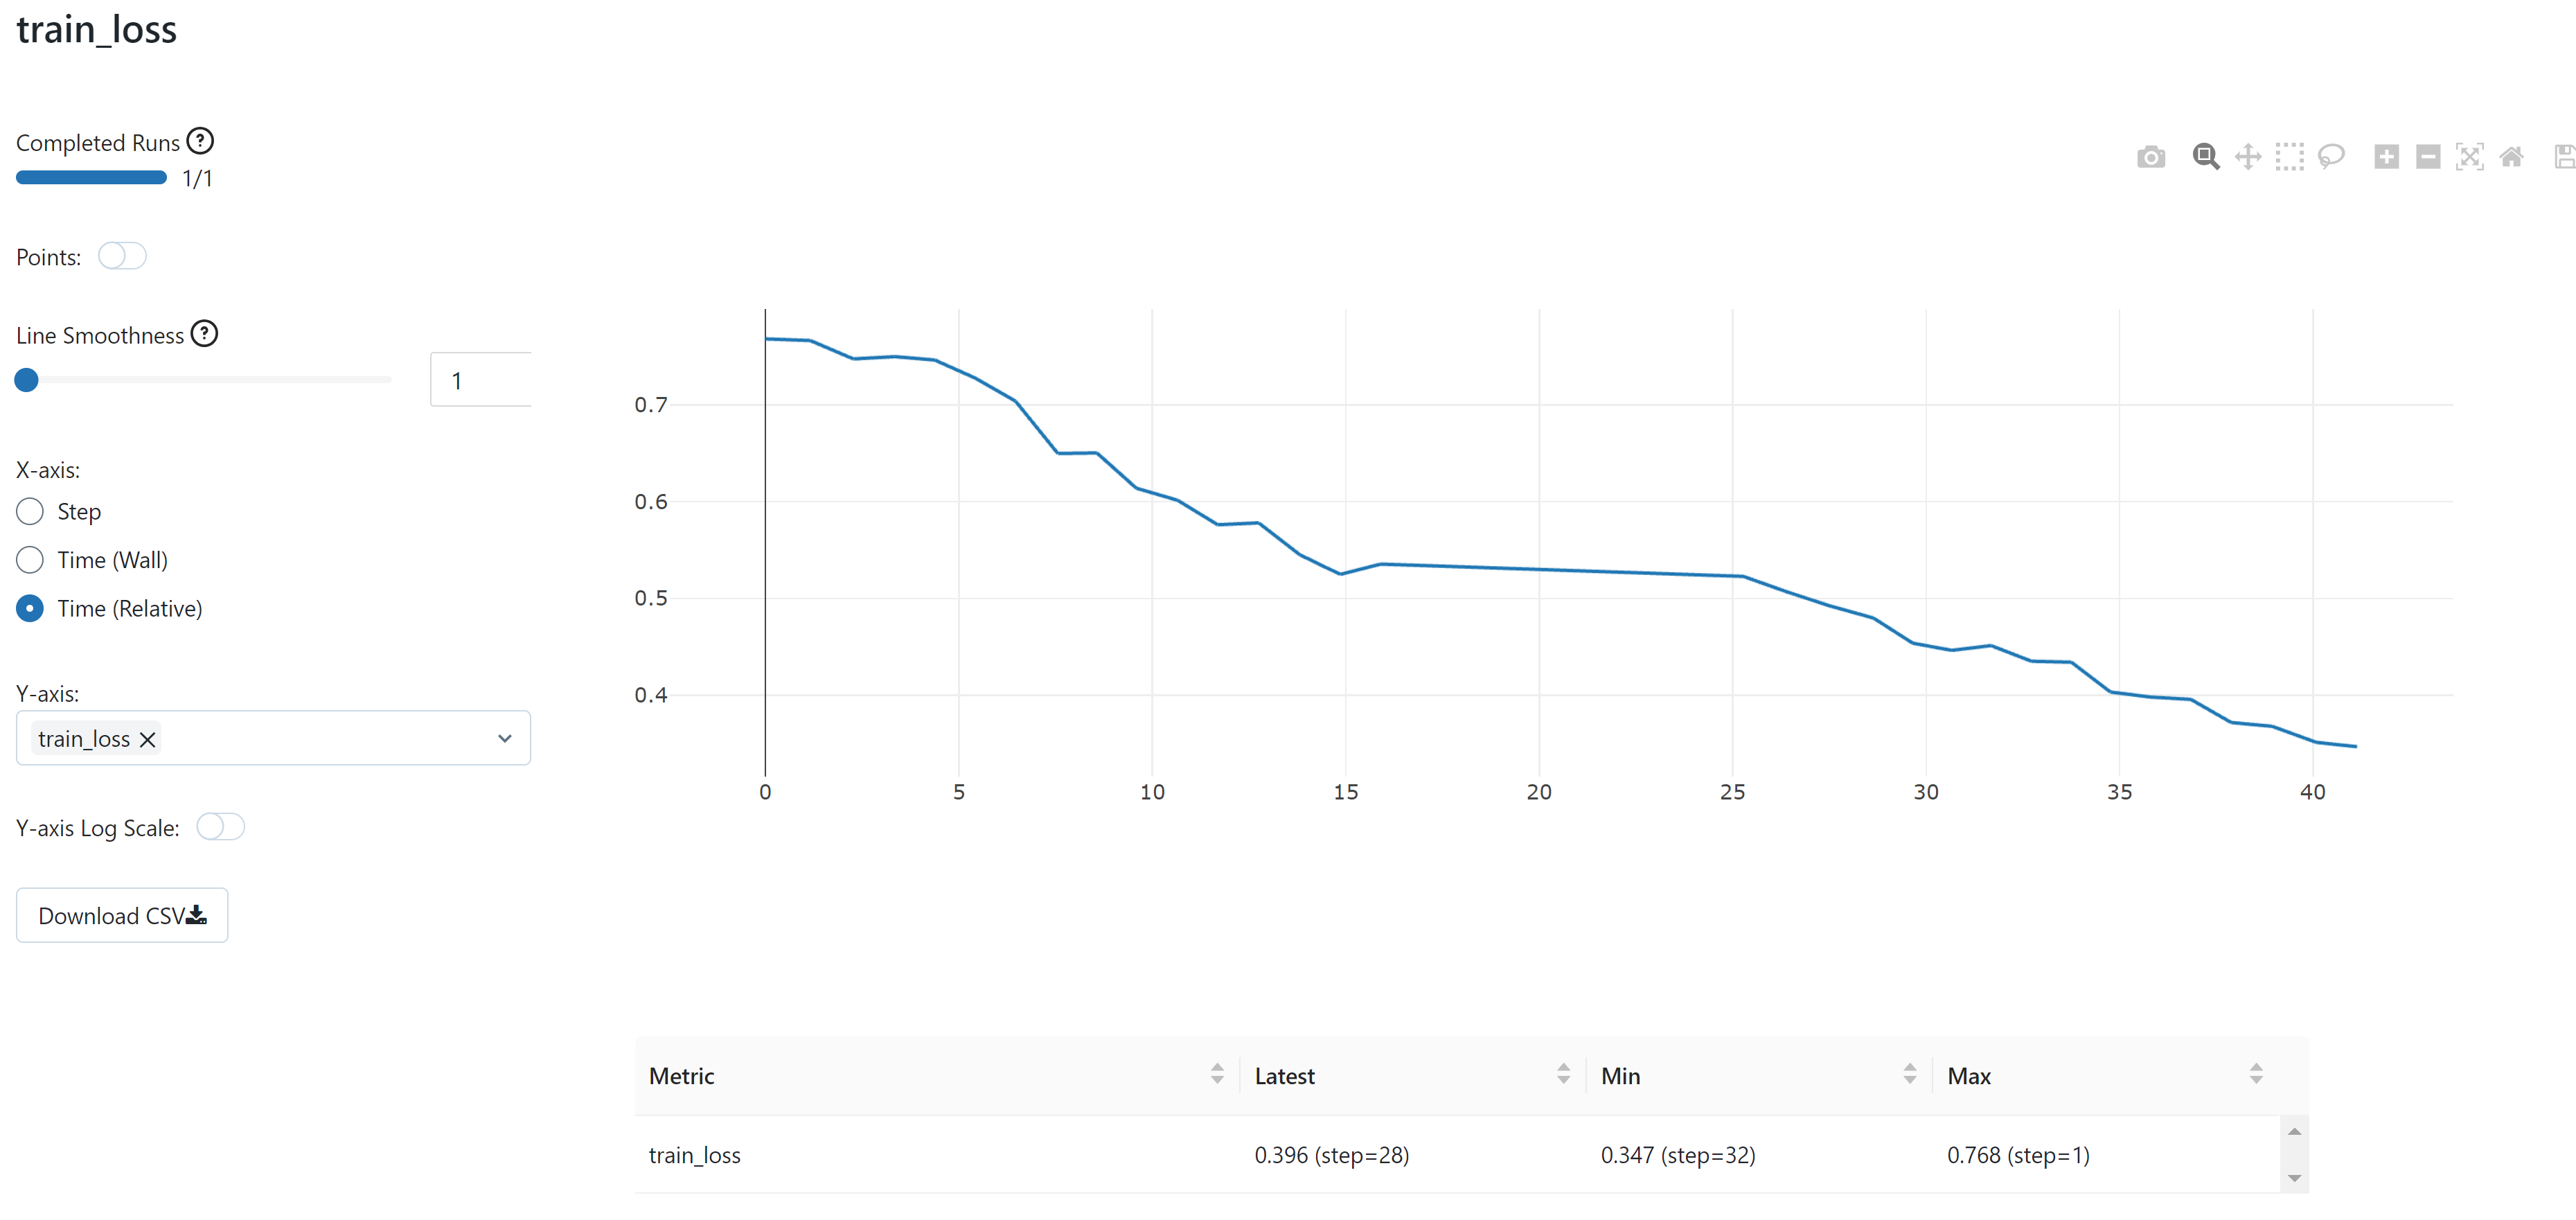 train_loss
Completed Runs ?
1/1
Points:
Line Smoothness ?
1
X-axis:
Step
Time (Wall)
Time (Relative)
Y-axis:
train_loss
Y-axis Log Scale:
Download CSV
0.7
0.6
0.5
0.4
0 5 10 15 20 25 30 35 40
Metric Latest Min Max
train_loss 0.396 (step=28) 0.347 (step=32) 0.768 (step=1)